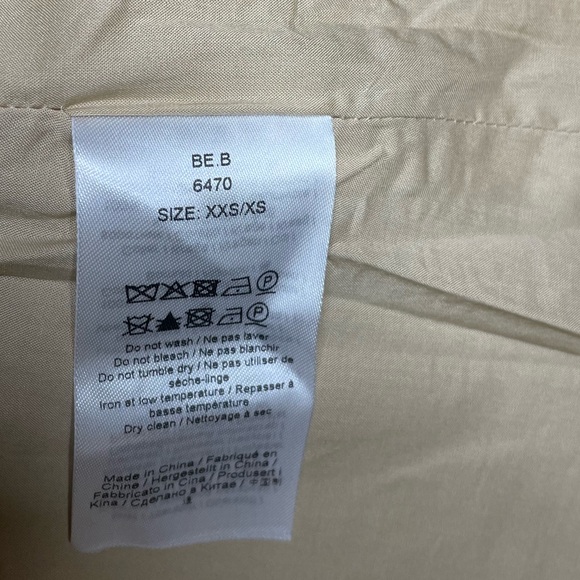 BE.B
6470
SIZE: XXS/XS
Do not wash / Ne pas laver
Do not bleach / Ne pas blanchir
Do not tumble dry / Ne pas utiliser de
sèche-linge
Iron at low temperature / Repasser à
basse température
Dry clean / Nettoyage à sec
Made in China / Fabriqué en
Chine / Hergestellt in China /
Fabbricato in Cina / Produsert i
Kina / Сделано в Китае / 中国制
造